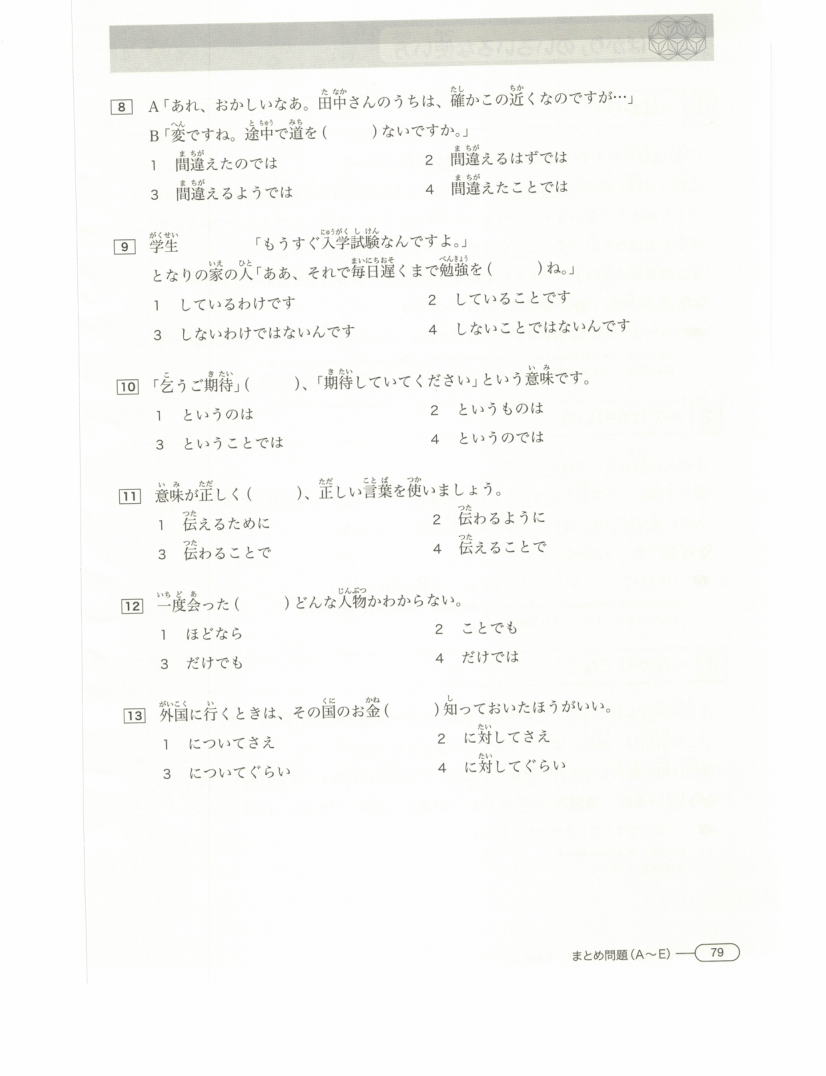 8 A「あれ、おかしいなあ。田中さんのうちは、確かこの近くなのですが…」
B「変ですね。途中で道を(　　　)ないですか。」
1 間違えたのでは
2 間違えるはずでは
3 間違えるようでは
4 間違えたことでは
9 学生　　　　「もうすぐ入学試験なんですよ。」
となりの家の人「ああ、それで毎日遅くまで勉強を(　　　)ね。」
1 しているわけです
2 していることです
3 しないわけではないんです
4 しないことではないんです
10 「乞うご期待」(　　　)、「期待していてください」という意味です。
1 というのは
2 というものは
3 ということでは
4 というのでは
11 意味が正しく(　　　)、正しい言葉を使いましょう。
1 伝えるために
2 伝わるように
3 伝わることで
4 伝えることで
12 一度会った(　　　)どんな人物かわからない。
1 ほどなら
2 ことでも
3 だけでも
4 だけでは
13 外国に行くときは、その国のお金(　　　)知っておいたほうがいい。
1 についてさえ
2 に対してさえ
3 についてぐらい
4 に対してぐらい
まとめ問題(A～E) 79